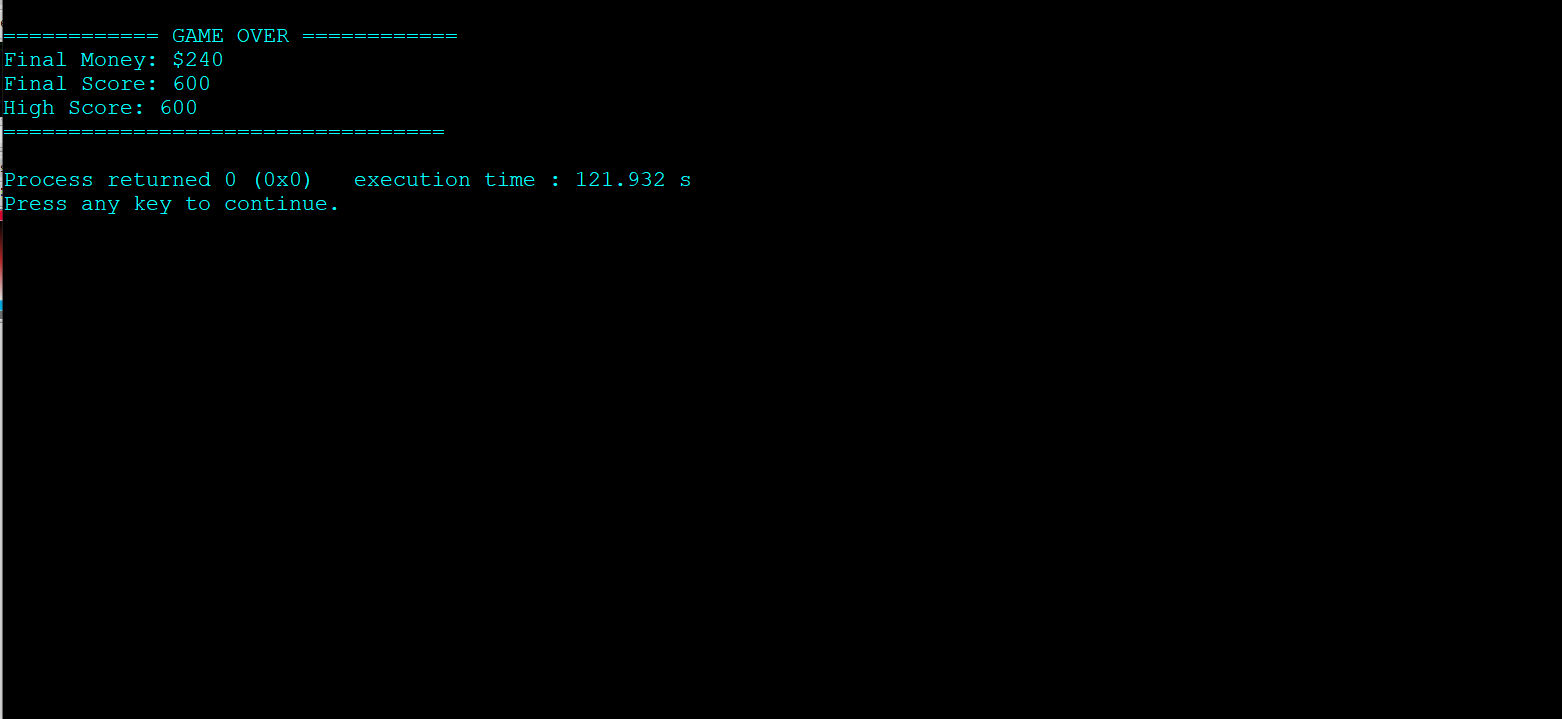 ============ GAME OVER ============
Final Money: $240
Final Score: 600
High Score: 600
==================================
Process returned 0 (0x0)   execution time : 121.932 s
Press any key to continue.